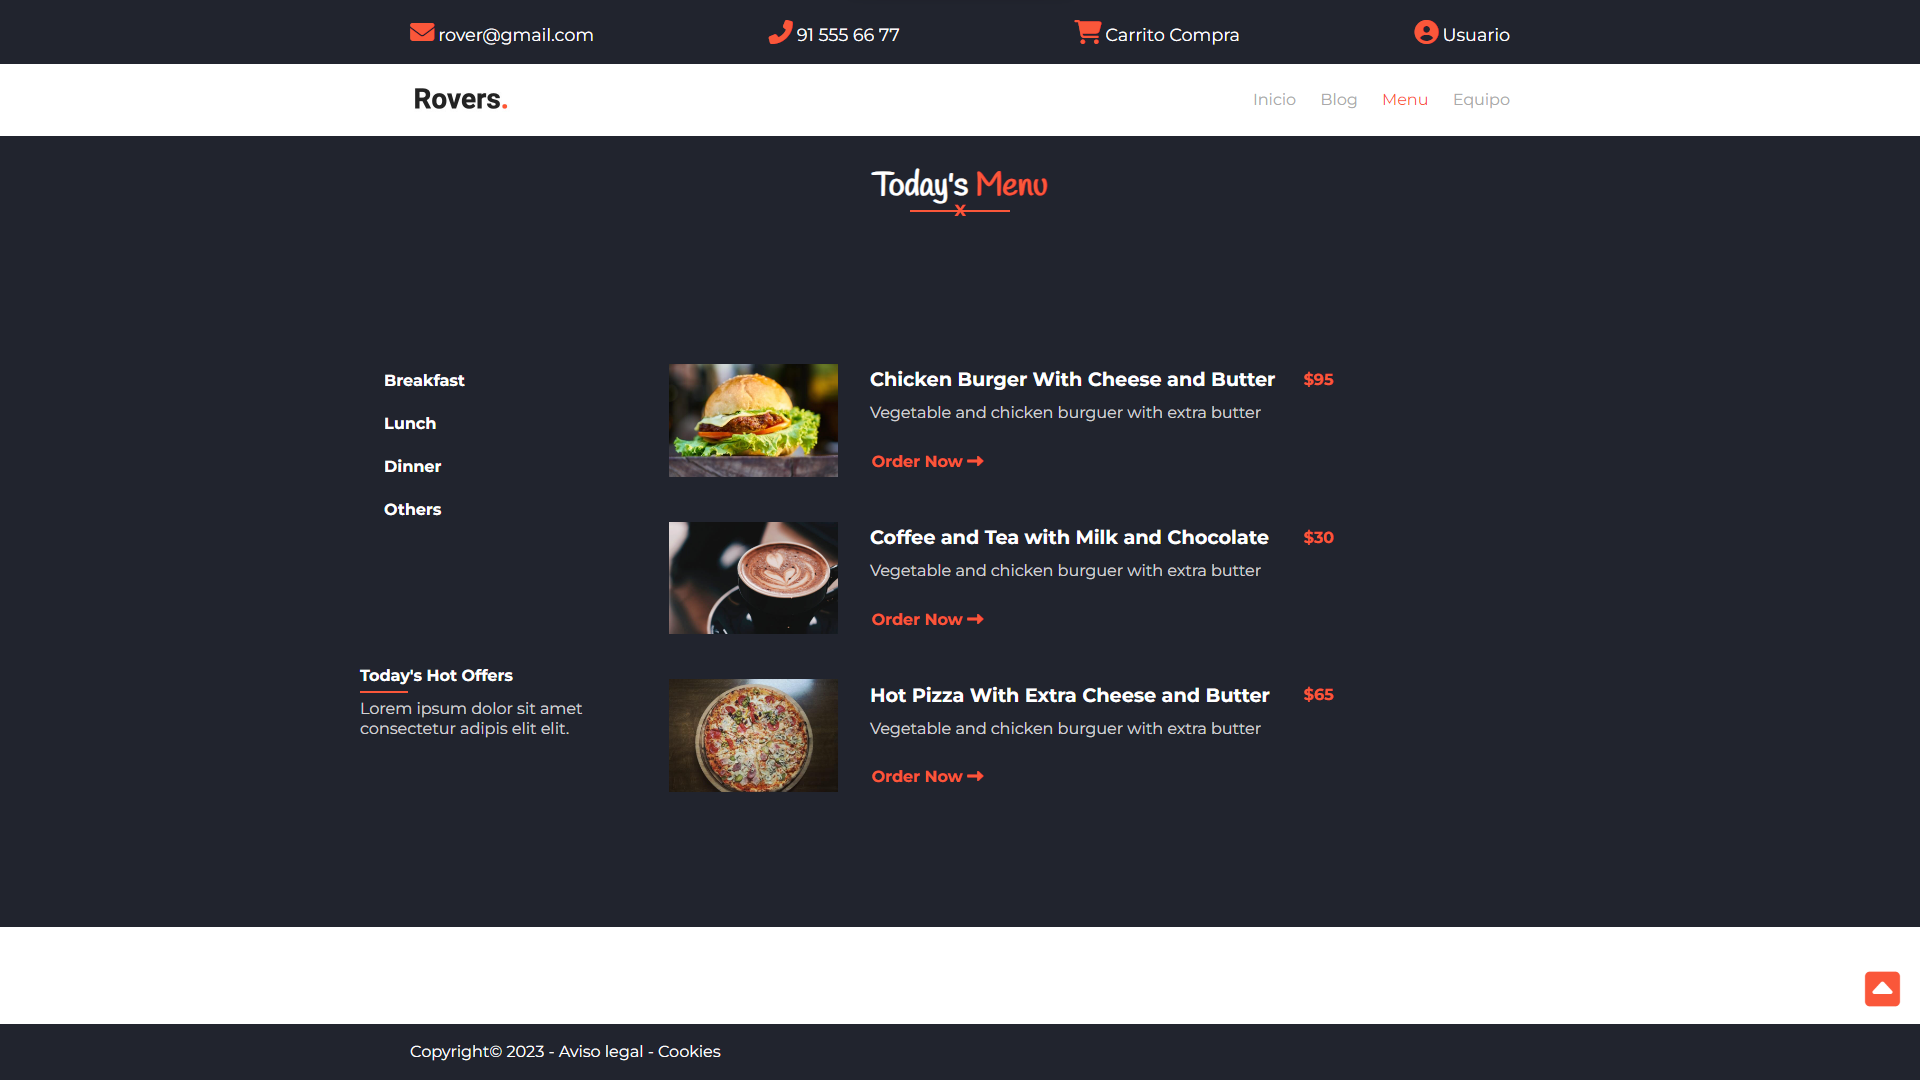 rover@gmail.com
91 555 66 77
Carrito Compra
Usuario
Rovers.
Inicio
Blog
Menu
Equipo
Today's Menu
x
Breakfast
Lunch
Dinner
Others
Today's Hot Offers
Lorem ipsum dolor sit amet
consectetur adipis elit elit.
Chicken Burger With Cheese and Butter
$95
Vegetable and chicken burguer with extra butter
Order Now
Coffee and Tea with Milk and Chocolate
$30
Vegetable and chicken burguer with extra butter
Order Now
Hot Pizza With Extra Cheese and Butter
$65
Vegetable and chicken burguer with extra butter
Order Now
Copyright© 2023 - Aviso legal - Cookies